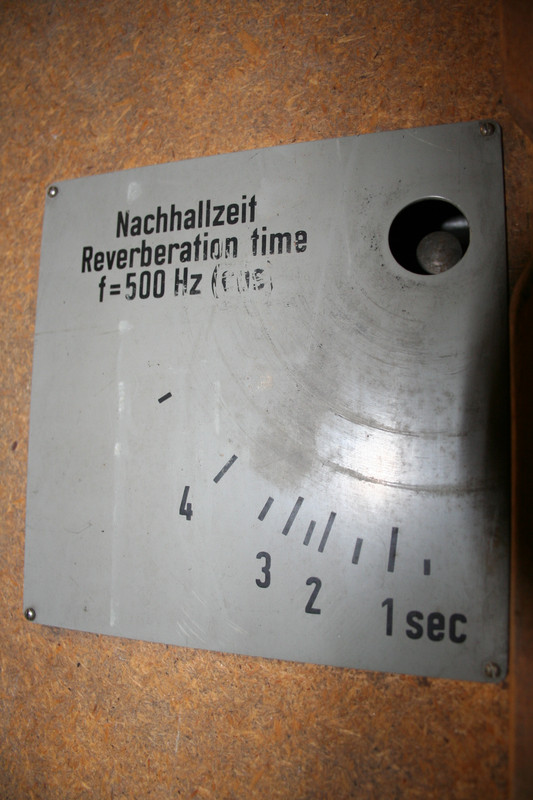 Nachhallzeit
Reverberation time
f=500 Hz
4
3
2
1 sec